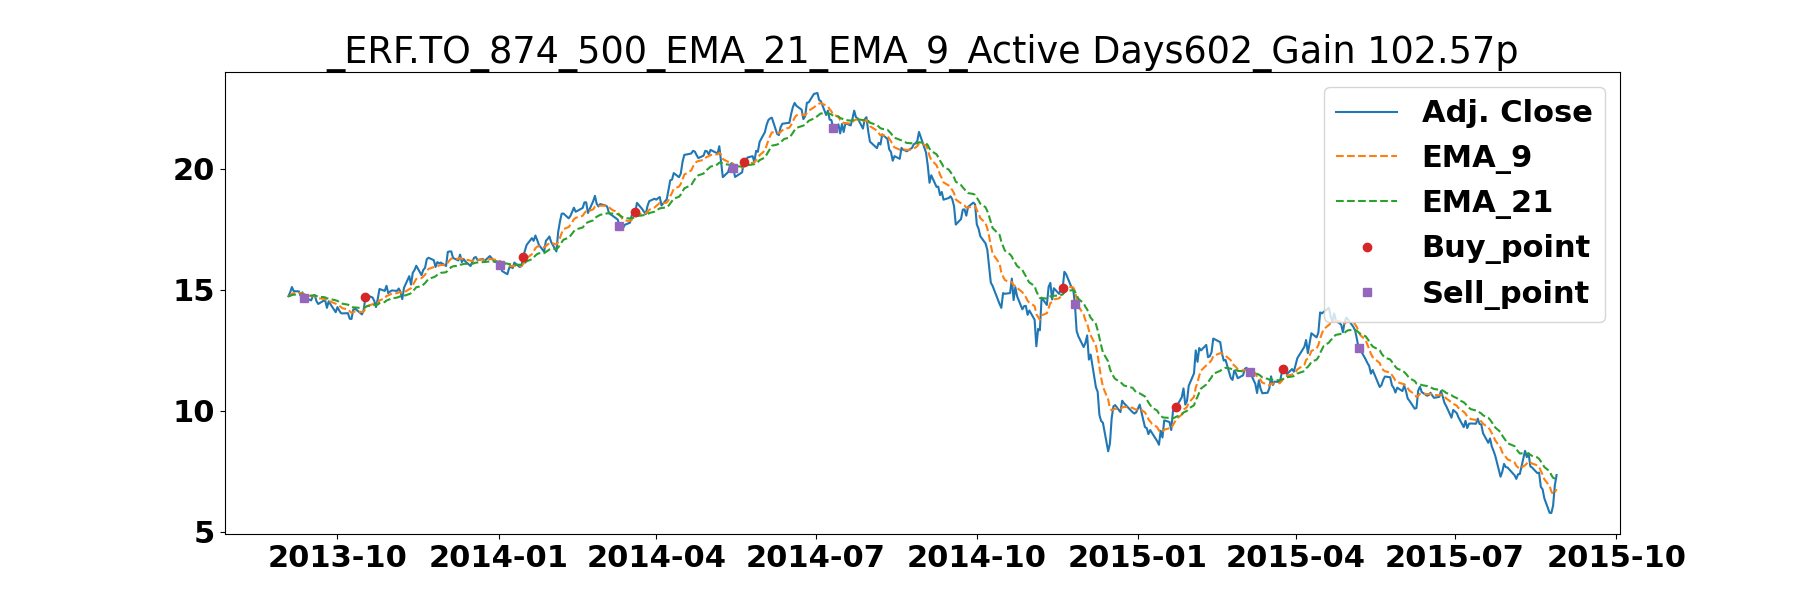 _ERF.TO_874_500_EMA_21_EMA_9_Active Days602_Gain 102.57p
Adj. Close
EMA_9
EMA_21
Buy_point
Sell_point
20
15
10
5
2013-10 2014-01 2014-04 2014-07 2014-10 2015-01 2015-04 2015-07 2015-10